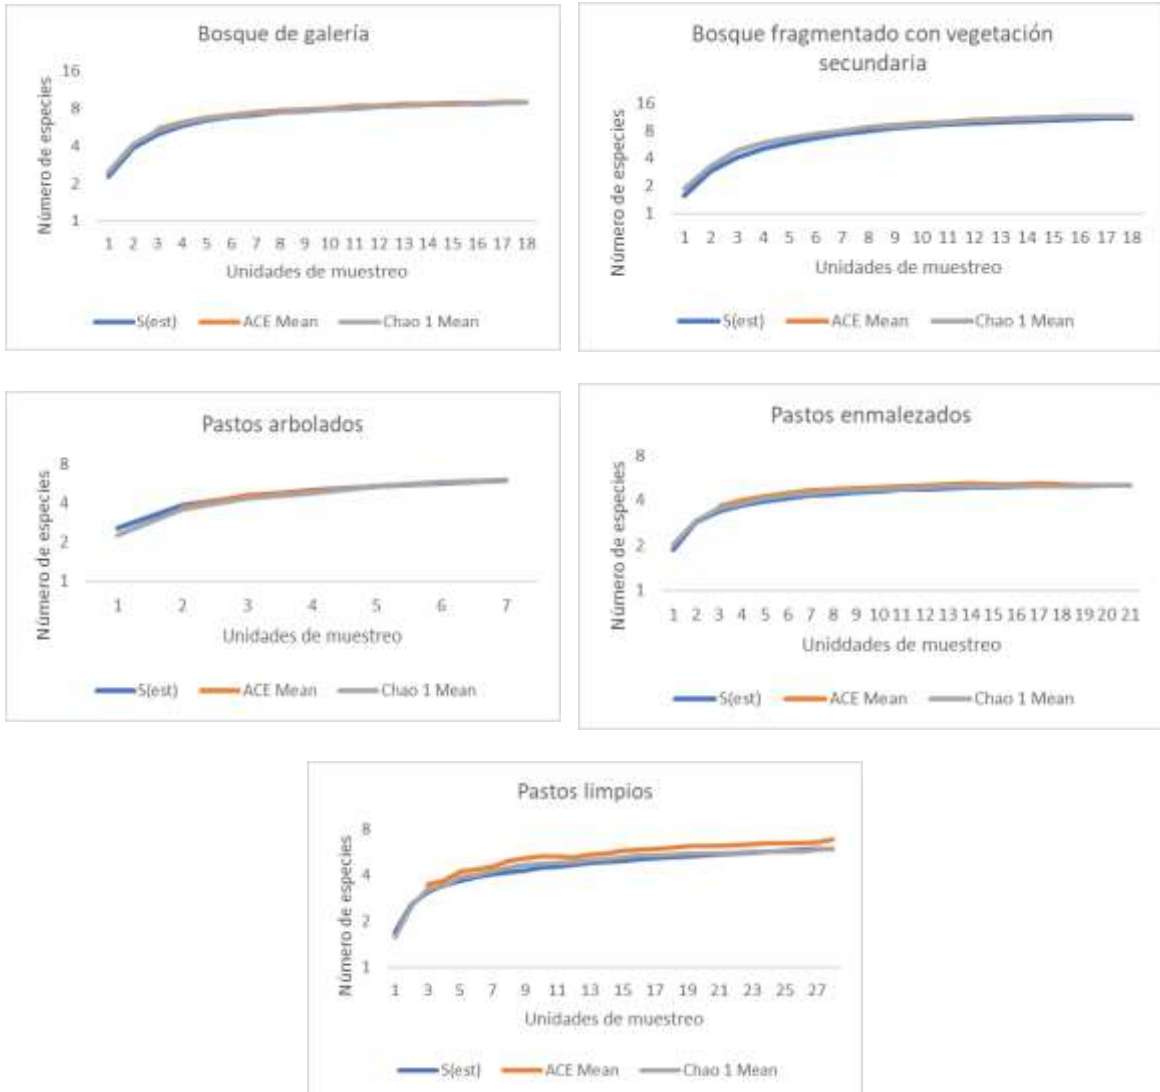 Bosque de galería
Número de especies
16
8
4
2
1
1 2 3 4 5 6 7 8 9 10 11 12 13 14 15 16 17 18
Unidades de muestreo
S(est) ACE Mean Chao 1 Mean
Bosque fragmentado con vegetación
secundaria
Número de especies
16
8
4
2
1
1 2 3 4 5 6 7 8 9 10 11 12 13 14 15 16 17 18
Unidades de muestreo
S(est) ACE Mean Chao 1 Mean
Pastos arbolados
Número de especies
8
4
2
1
1 2 3 4 5 6 7
Unidades de muestreo
S(est) ACE Mean Chao 1 Mean
Pastos enmalezados
Número de especies
8
4
2
1
1 2 3 4 5 6 7 8 9 10 11 12 13 14 15 16 17 18 19 20 21
Uniddades de muestreo
S(est) ACE Mean Chao 1 Mean
Pastos limpios
Número de especies
8
4
2
1
1 3 5 7 9 11 13 15 17 19 21 23 25 27
Unidades de muestreo
S(est) ACE Mean Chao 1 Mean